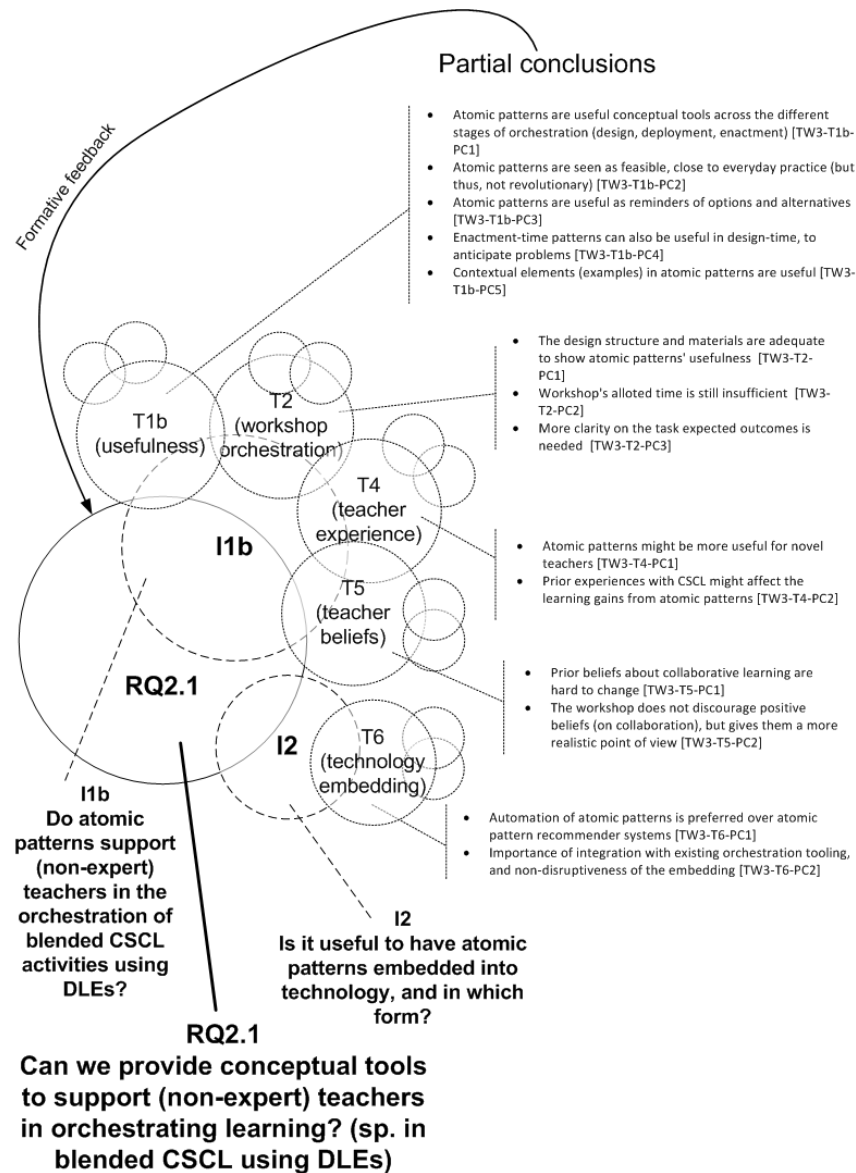 Partial conclusions
Formative feedback
• Atomic patterns are useful conceptual tools across the different
stages of orchestration (design, deployment, enactment) [TW3-T1b-
PC1]
• Atomic patterns are seen as feasible, close to everyday practice (but
thus, not revolutionary) [TW3-T1b-PC2]
• Atomic patterns are useful as reminders of options and alternatives
[TW3-T1b-PC3]
• Enactment-time patterns can also be useful in design-time, to
anticipate problems [TW3-T1b-PC4]
• Contextual elements (examples) in atomic patterns are useful [TW3-
T1b-PC5]
T1b
(usefulness)
T2
(workshop
orchestration)
• The design structure and materials are adequate
to show atomic patterns' usefulness [TW3-T2-
PC1]
• Workshop's alloted time is still insufficient [TW3-
T2-PC2]
• More clarity on the task expected outcomes is
needed [TW3-T2-PC3]
T4
(teacher
experience)
I1b
• Atomic patterns might be more useful for novel
teachers [TW3-T4-PC1]
• Prior experiences with CSCL might affect the
learning gains from atomic patterns [TW3-T4-PC2]
T5
(teacher
beliefs)
RQ2.1
• Prior beliefs about collaborative learning are
hard to change [TW3-T5-PC1]
• The workshop does not discourage positive
beliefs (on collaboration), but gives them a more
realistic point of view [TW3-T5-PC2]
I2
T6
(technology
embedding)
• Automation of atomic patterns is preferred over atomic
pattern recommender systems [TW3-T6-PC1]
• Importance of integration with existing orchestration tooling,
and non-disruptiveness of the embedding [TW3-T6-PC2]
I1b
Do atomic
patterns support
(non-expert)
teachers in the
orchestration of
blended CSCL
activities using
DLEs?
I2
Is it useful to have atomic
patterns embedded into
technology, and in which
form?
RQ2.1
Can we provide conceptual tools
to support (non-expert) teachers
in orchestrating learning? (sp. in
blended CSCL using DLEs)